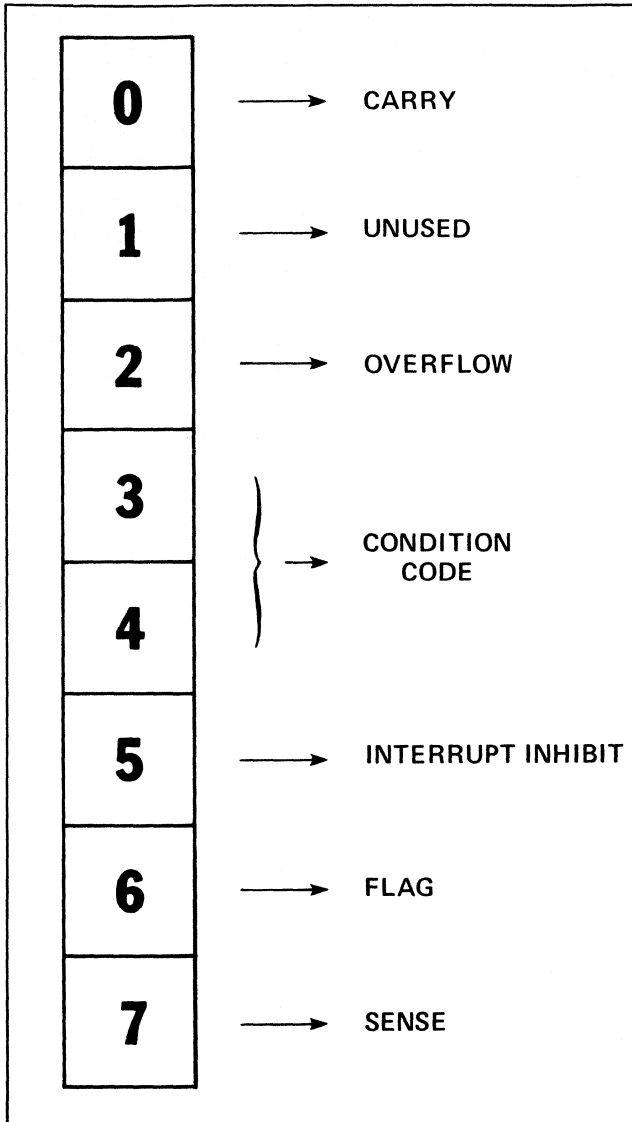 0 CARRY
1 UNUSED
2 OVERFLOW
3
CONDITION
CODE
4
5 INTERRUPT INHIBIT
6 FLAG
7 SENSE